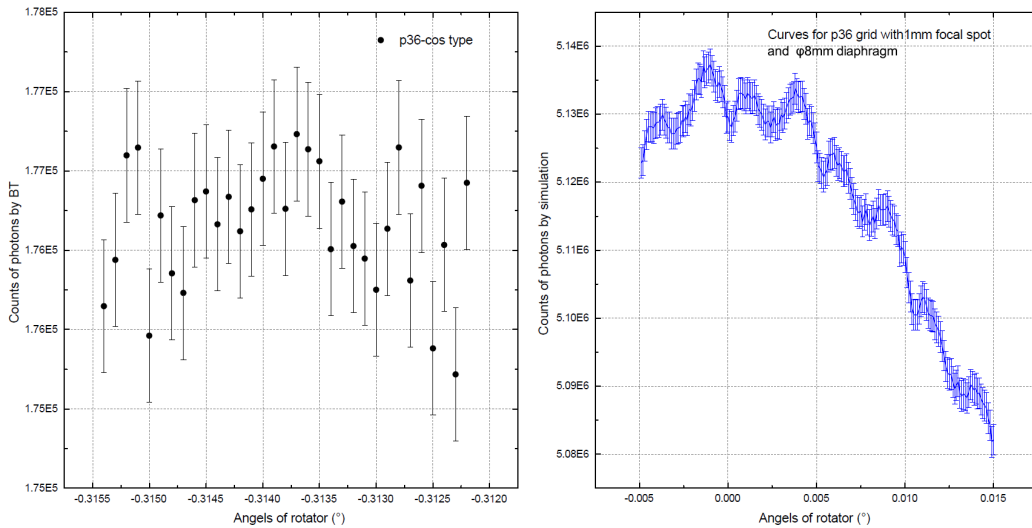 1.78E5
1.77E5
1.77E5
1.76E5
1.76E5
1.75E5
1.75E5
Counts of photons by BT
p36-cos type
-0.3155
-0.3150
-0.3145
-0.3140
-0.3135
-0.3130
-0.3125
-0.3120
Angels of rotator (°)
5.14E6
5.13E6
5.12E6
5.11E6
5.10E6
5.09E6
5.08E6
Counts of photons by simulation
Curves for p36 grid with1mm focal spot
and φ8mm diaphragm
-0.005
0.000
0.005
0.010
0.015
Angels of rotator (°)